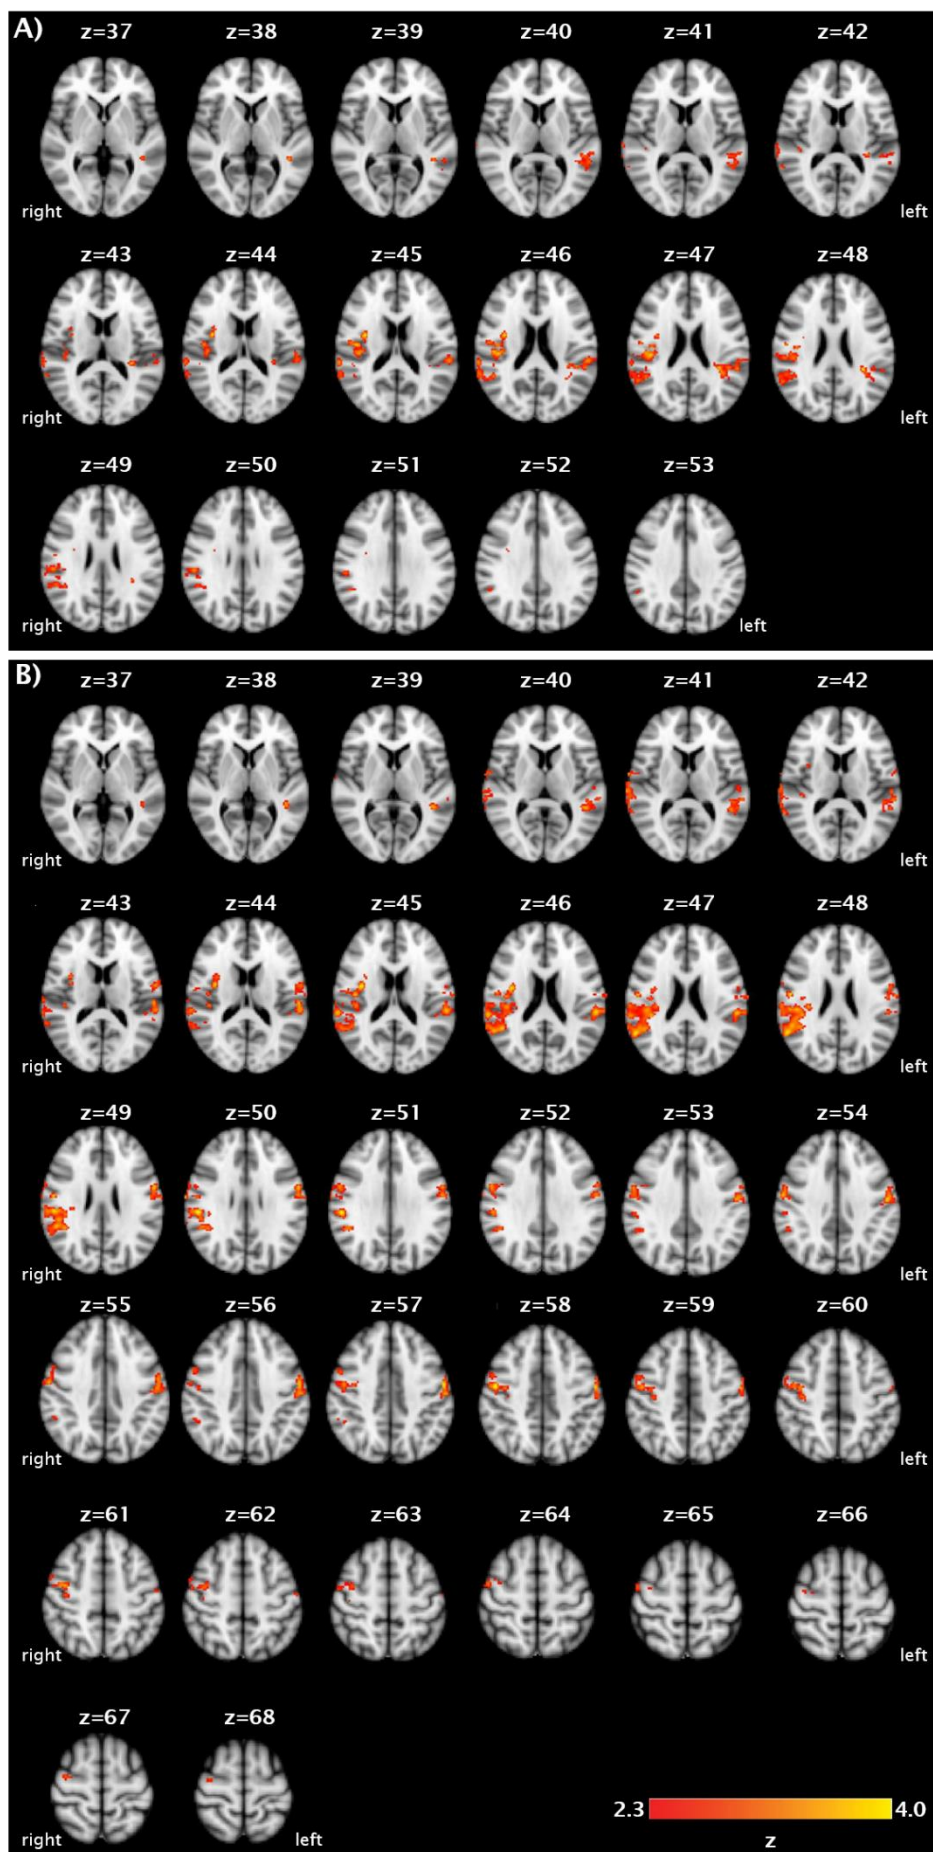 A) z=37 z=38 z=39 z=40 z=41 z=42
right left
z=43 z=44 z=45 z=46 z=47 z=48
right left
z=49 z=50 z=51 z=52 z=53
right left
B) z=37 z=38 z=39 z=40 z=41 z=42
right left
z=43 z=44 z=45 z=46 z=47 z=48
right left
z=49 z=50 z=51 z=52 z=53 z=54
right left
z=55 z=56 z=57 z=58 z=59 z=60
right left
z=61 z=62 z=63 z=64 z=65 z=66
right left
z=67 z=68
2.3 4.0
right left z